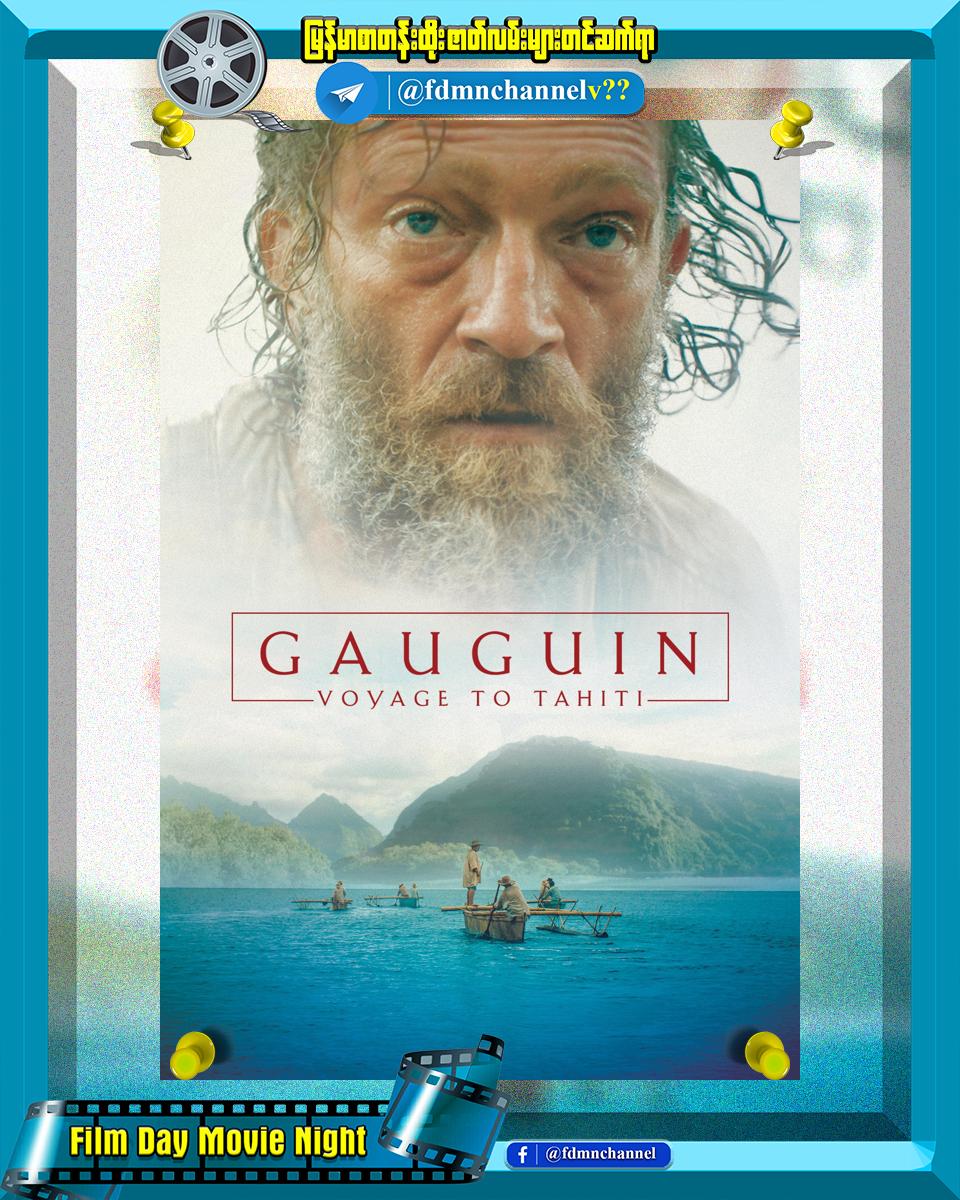 မြန်မာစာတန်းထိုးဇာတ်လမ်းများတင်ဆက်ရာ
@fdmnchannelv??
GAUGUIN
VOYAGE TO TAHITI
Film Day Movie Night
f @fdmnchannel